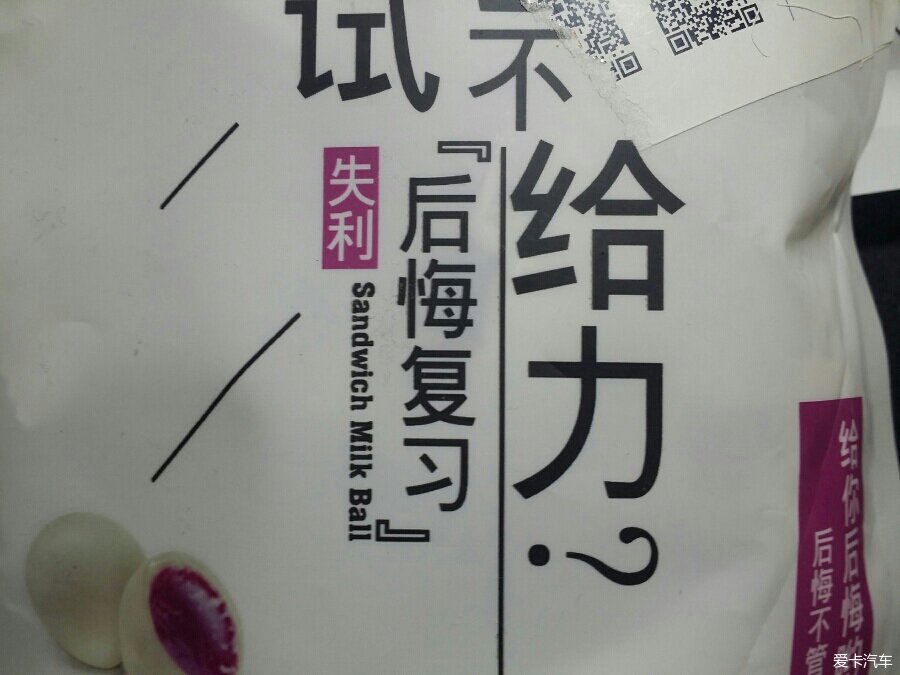 给你后悔
后悔不管
不给力?
『后悔复习』
试
失利
Sandwich Milk Ball
爱卡汽车